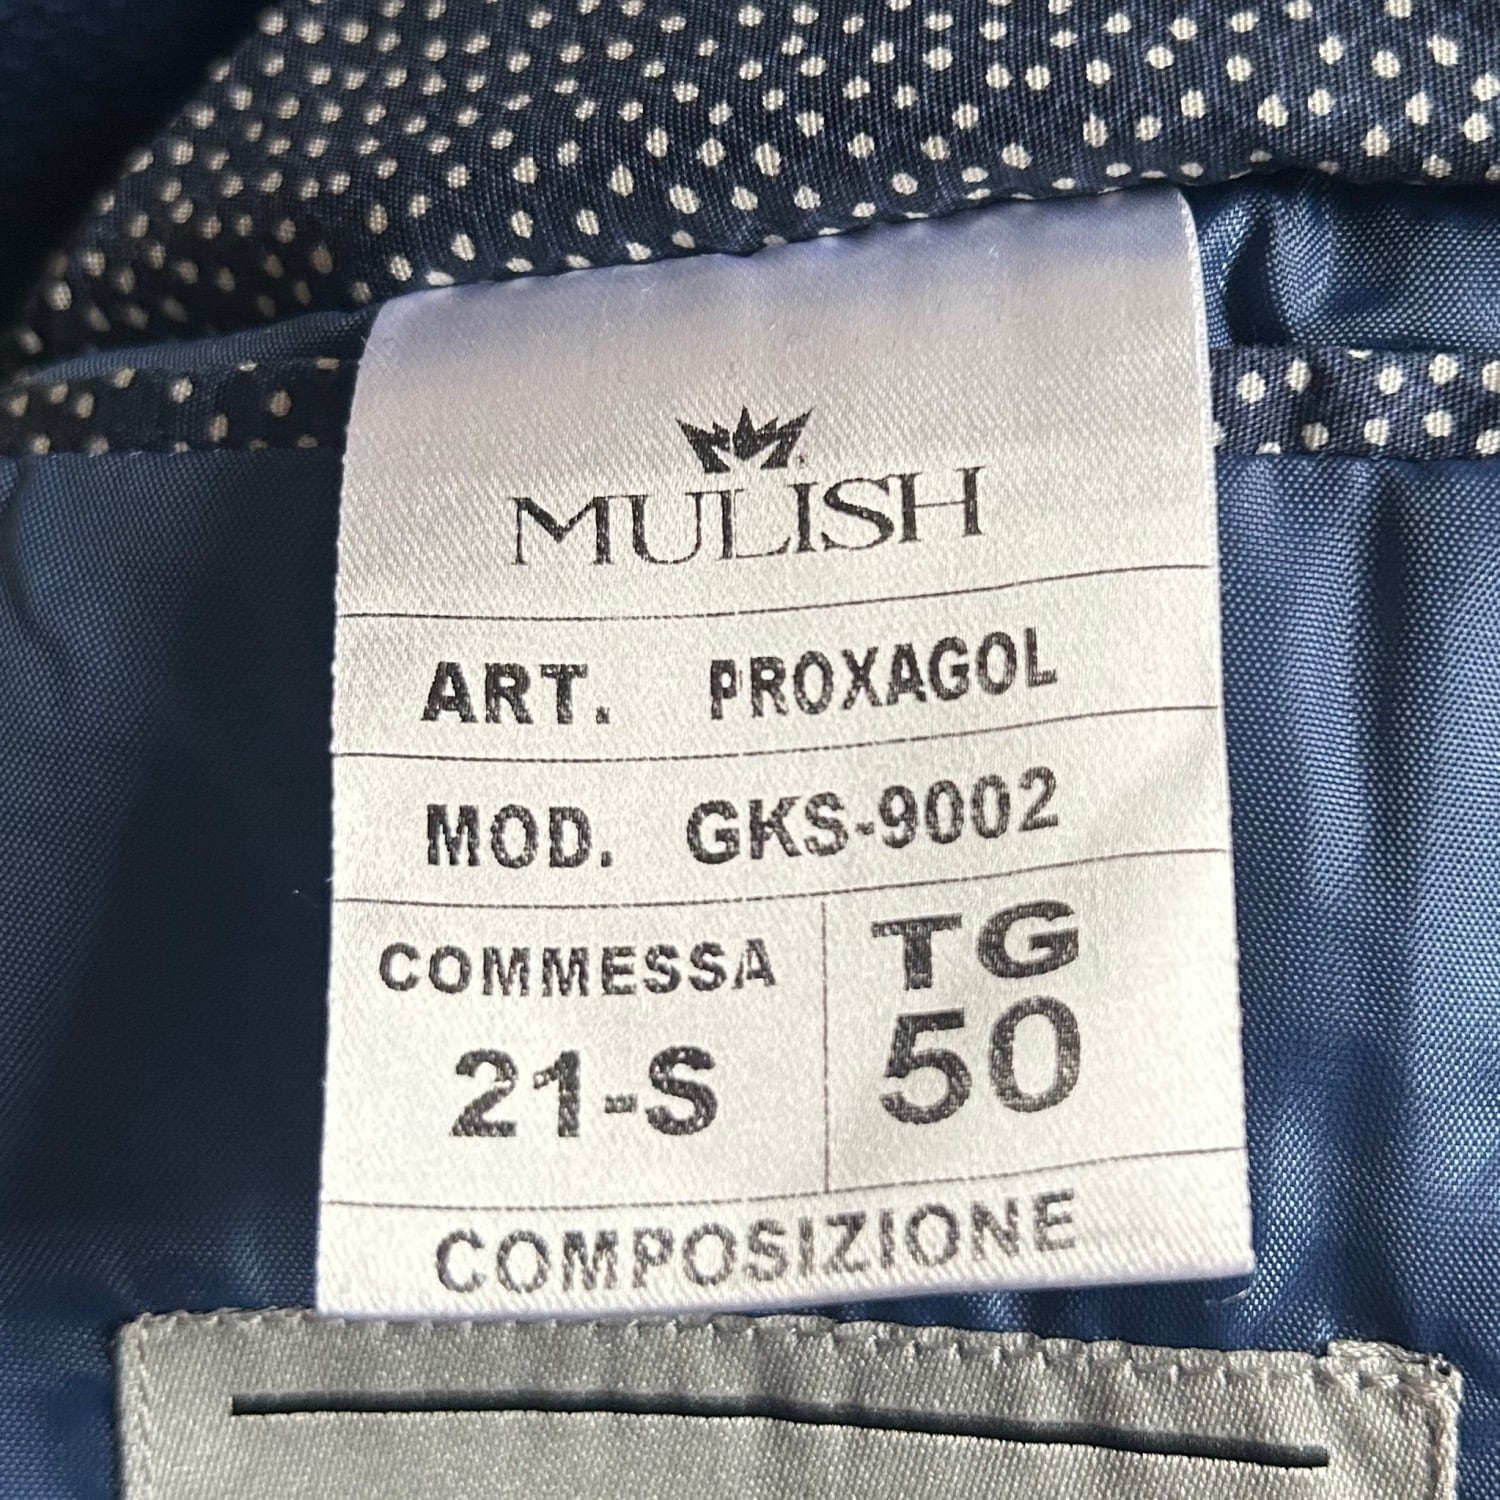 MULISH
ART. PROXAGOL
MOD. GKS-9002
COMMESSA
21-S
TG
50
COMPOSIZIONE